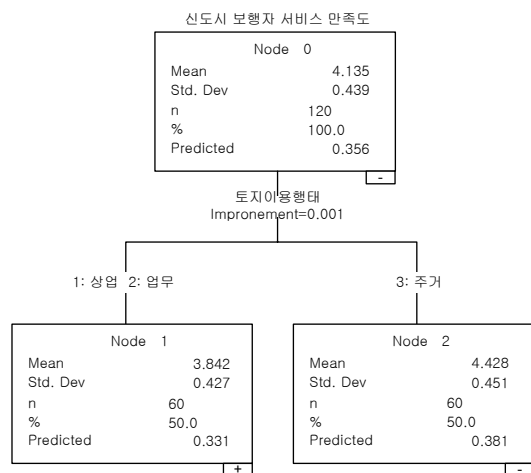 신도시 보행자 서비스 만족도
Node 0
Mean 4.135
Std. Dev 0.439
n 120
% 100.0
Predicted 0.356
-
토지이용행태
Impronement=0.001
1: 상업 2: 업무
3: 주거
Node 1
Mean 3.842
Std. Dev 0.427
n 60
% 50.0
Predicted 0.331
+
Node 2
Mean 4.428
Std. Dev 0.451
n 60
% 50.0
Predicted 0.381
-